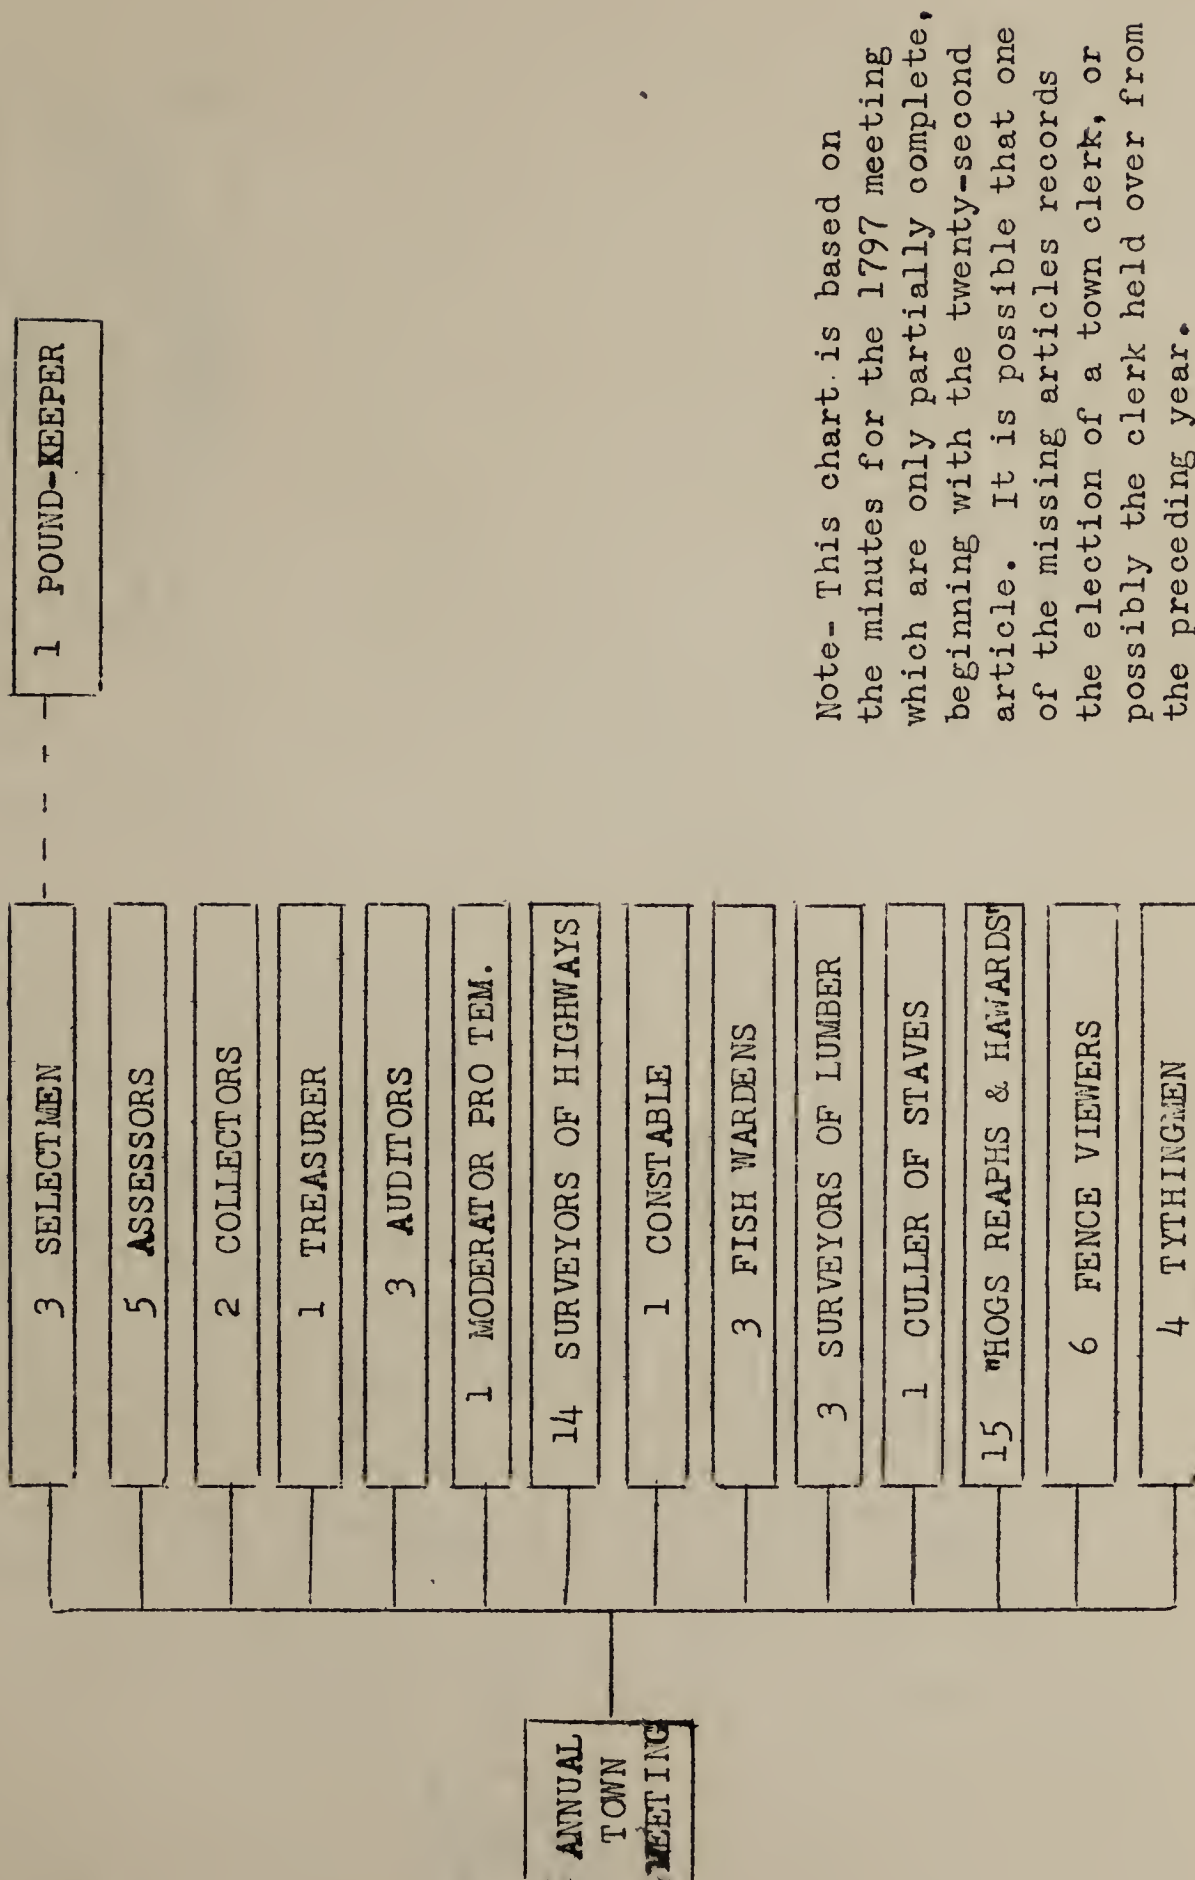 ANNUAL
TOWN
MEETING
3 SELECTMEN
5 ASSESSORS
2 COLLECTORS
1 TREASURER
3 AUDITORS
1 MODERATOR PRO TEM.
14 SURVEYORS OF HIGHWAYS
1 CONSTABLE
3 FISH WARDENS
3 SURVEYORS OF LUMBER
1 CULLER OF STAVES
15 "HOGS REAPHS & HAWARDS"
6 FENCE VIEWERS
4 TYTHINGMEN
1 POUND-KEEPER
Note- This chart is based on
the minutes for the 1797 meeting
which are only partially complete,
beginning with the twenty-second
article. It is possible that one
of the missing articles records
the election of a town clerk, or
possibly the clerk held over from
the preceding year.